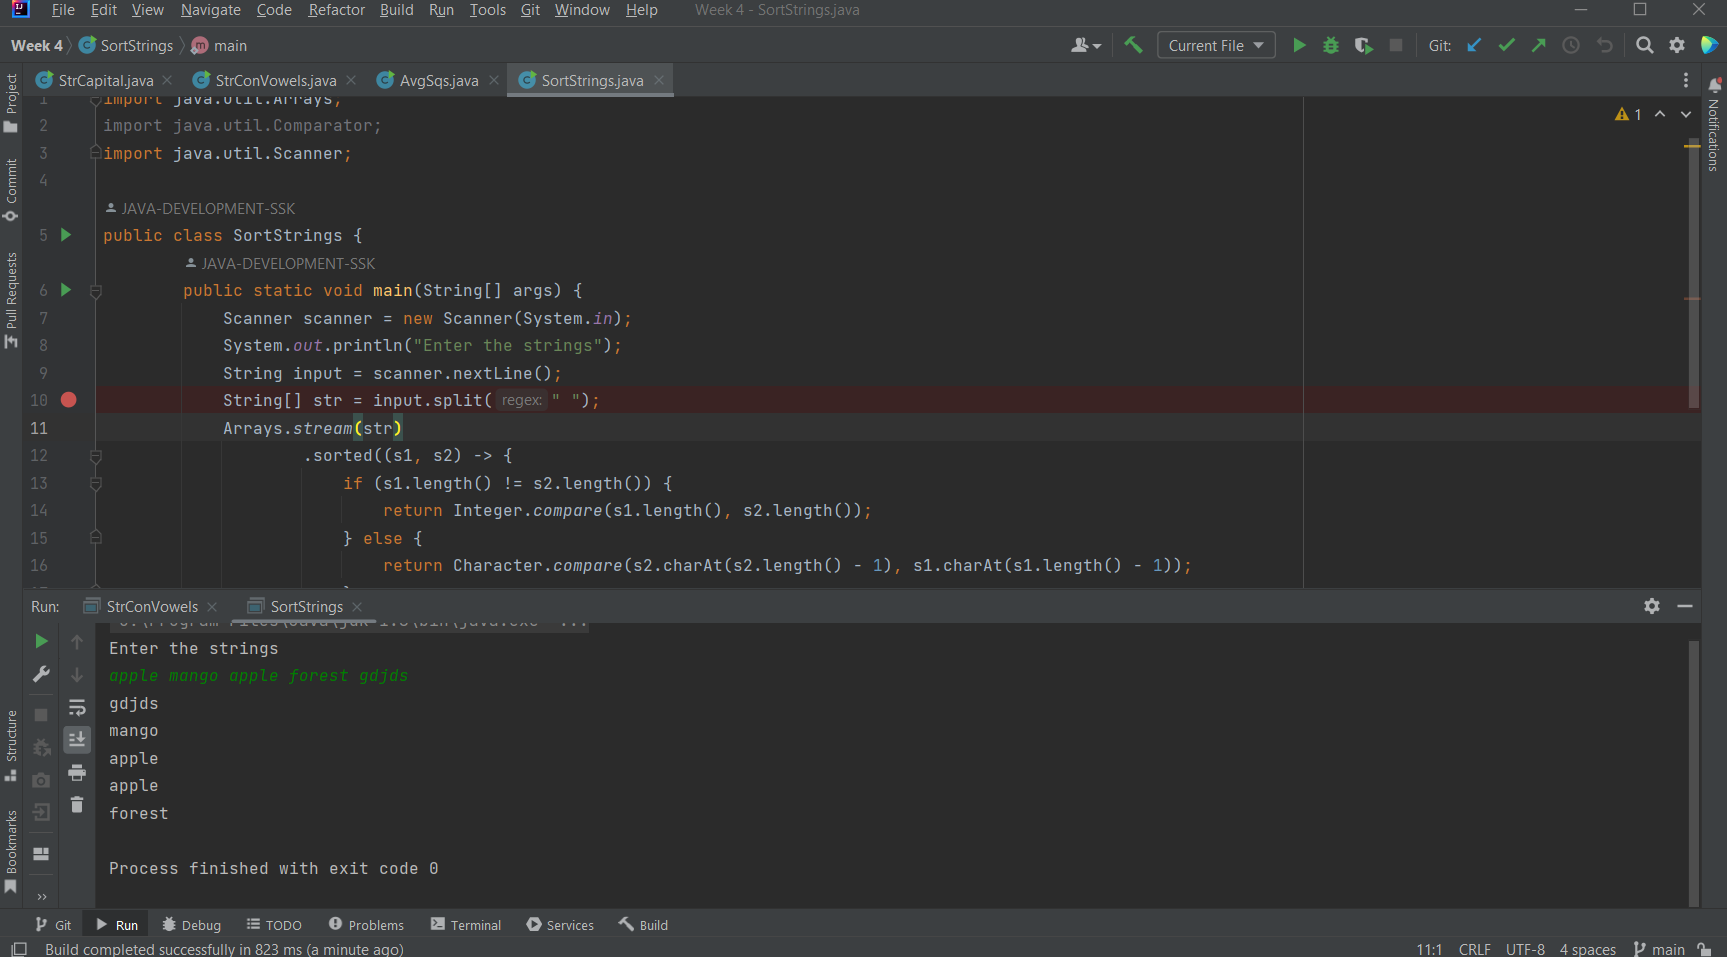 File Edit View Navigate Code Refactor Build Run Tools Git Window Help Week 4 - SortStrings.java
Week 4 SortStrings main Current File Git:
StrCapital.java StrConVowels.java AvgSqs.java SortStrings.java
Project
Commit
Pull Requests
Structure
Bookmarks
Notifications
1 import java.util.Arrays;
1
2 import java.util.Comparator;
3 import java.util.Scanner;
4
JAVA-DEVELOPMENT-SSK
5 public class SortStrings {
JAVA-DEVELOPMENT-SSK
6 public static void main(String[] args) {
7 Scanner scanner = new Scanner(System.in);
8 System.out.println("Enter the strings");
9 String input = scanner.nextLine();
10 String[] str = input.split( regex: " ");
11 Arrays.stream(str)
12 .sorted((s1, s2) -> {
13 if (s1.length() != s2.length()) {
14 return Integer.compare(s1.length(), s2.length());
15 } else {
16 return Character.compare(s2.charAt(s2.length() - 1), s1.charAt(s1.length() - 1));
Run: StrConVowels SortStrings
Enter the strings
apple mango apple forest gdjds
gdjds
mango
apple
apple
forest
Process finished with exit code 0
Git Run Debug TODO Problems Terminal Services Build
Build completed successfully in 823 ms (a minute ago) 11:1 CRLF UTF-8 4 spaces main